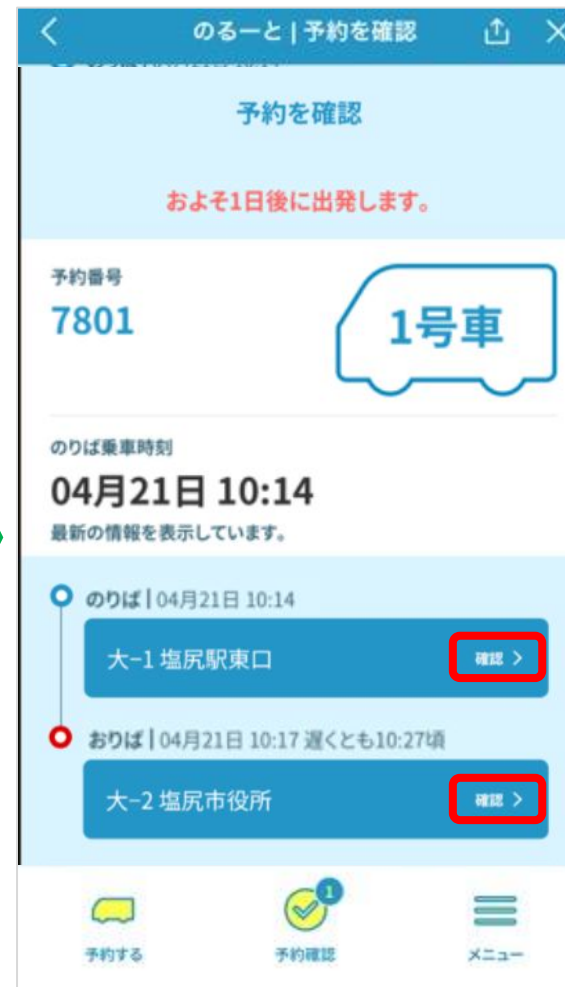 のるーと | 予約を確認
予約を確認
およそ1日後に出発します。
予約番号
7801
1号車
のりば乗車時刻
04月21日 10:14
最新の情報を表示しています。
のりば | 04月21日 10:14
大-1 塩尻駅東口
確認 >
おりば | 04月21日 10:17 遅くとも10:27頃
大-2 塩尻市役所
確認 >
1
予約する
予約確認
メニュー